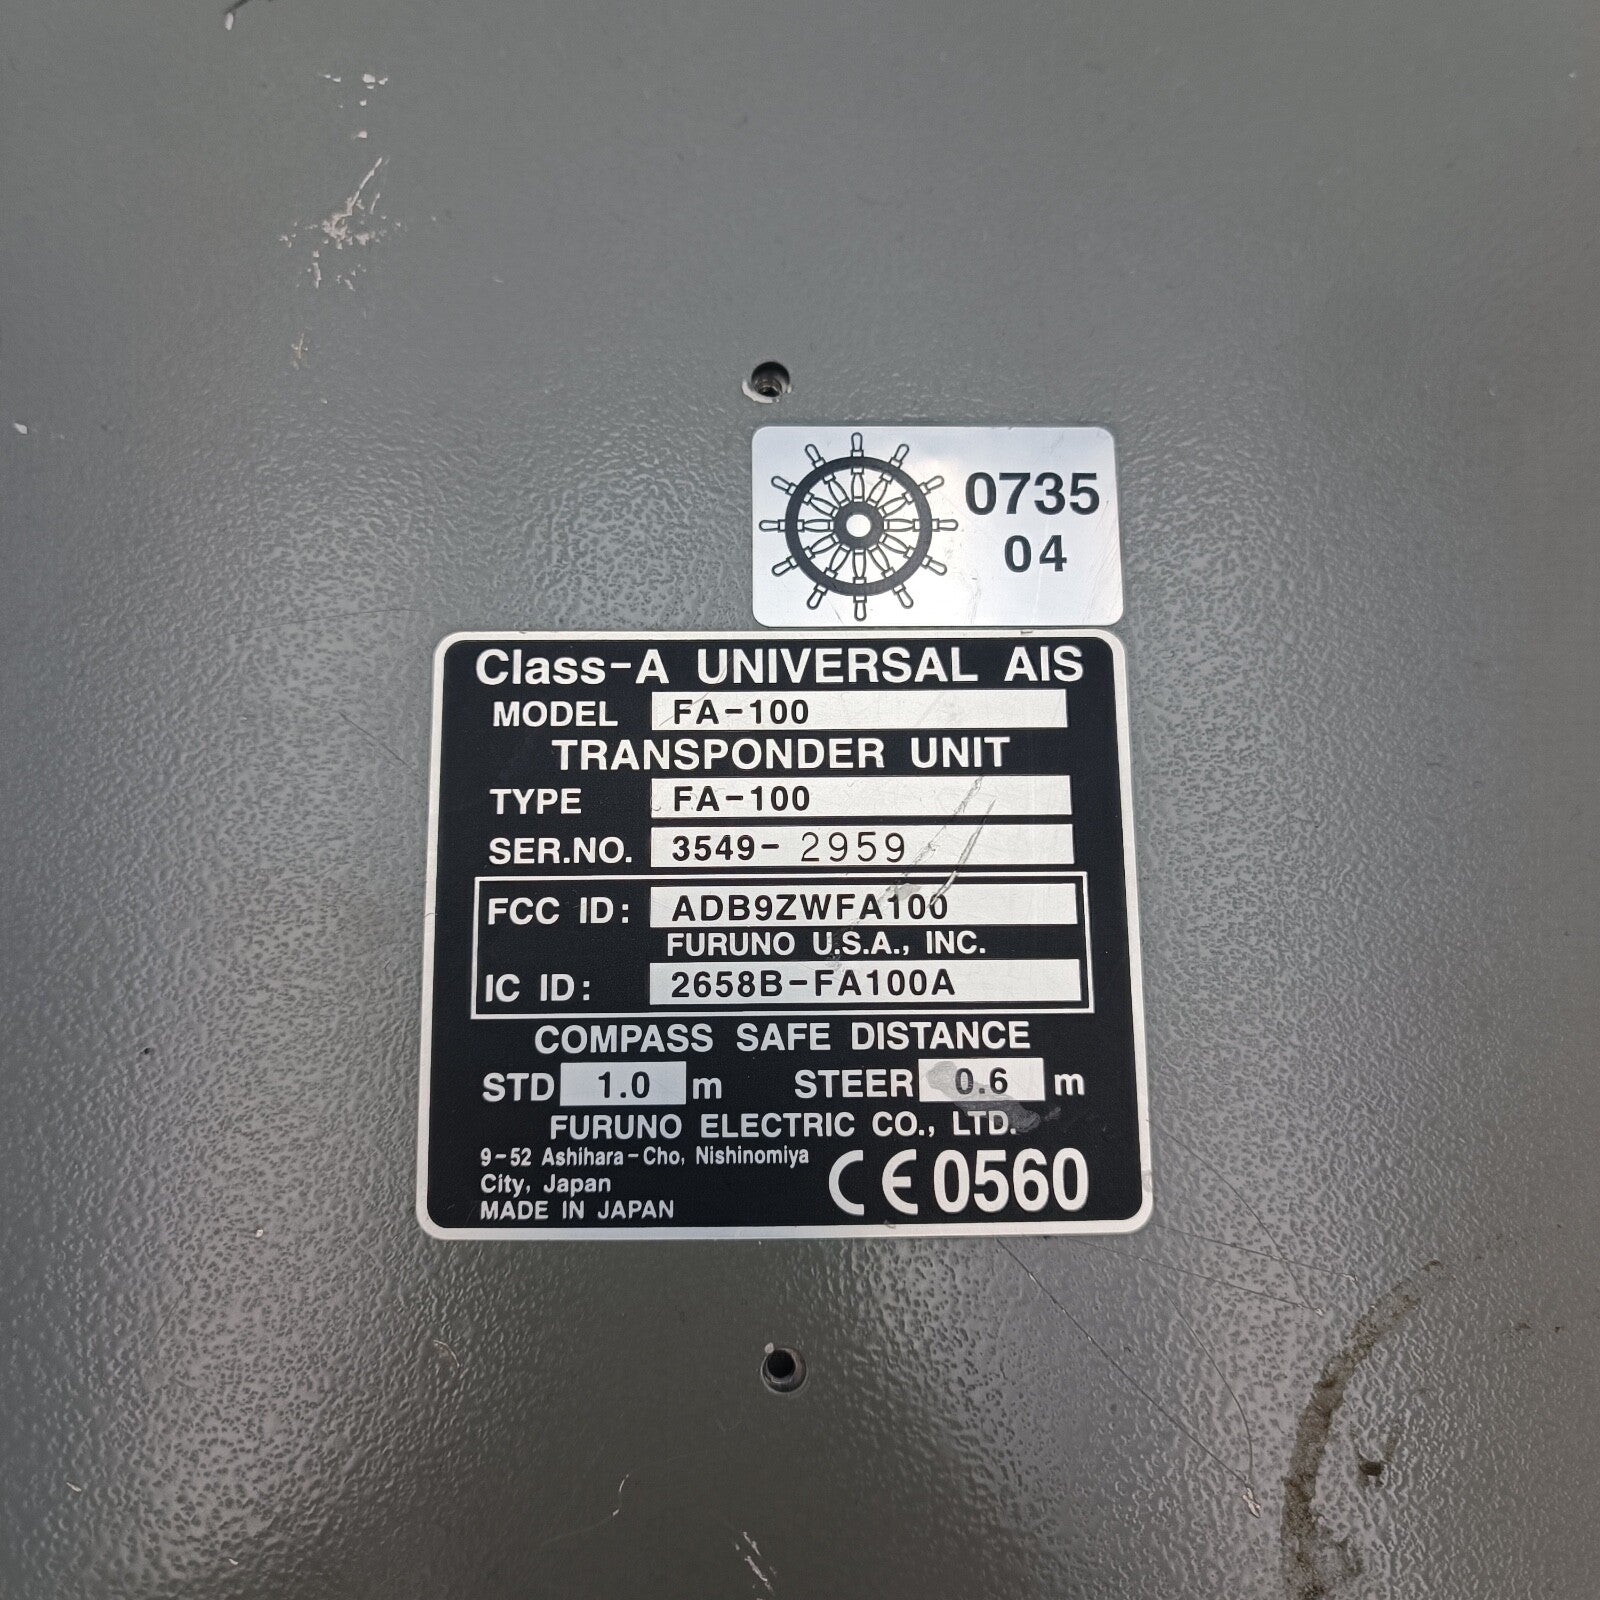 0735
04
Class-A UNIVERSAL AIS
MODEL FA-100
TRANSPONDER UNIT
TYPE FA-100
SER.NO. 3549- 2959
FCC ID: ADB9ZWFA100
FURUNO U.S.A., INC.
IC ID: 2658B-FA100A
COMPASS SAFE DISTANCE
STD 1.0 m STEER 0.6 m
FURUNO ELECTRIC CO., LTD.
9-52 Ashihara-Cho, Nishinomiya
City, Japan
MADE IN JAPAN
CE0560